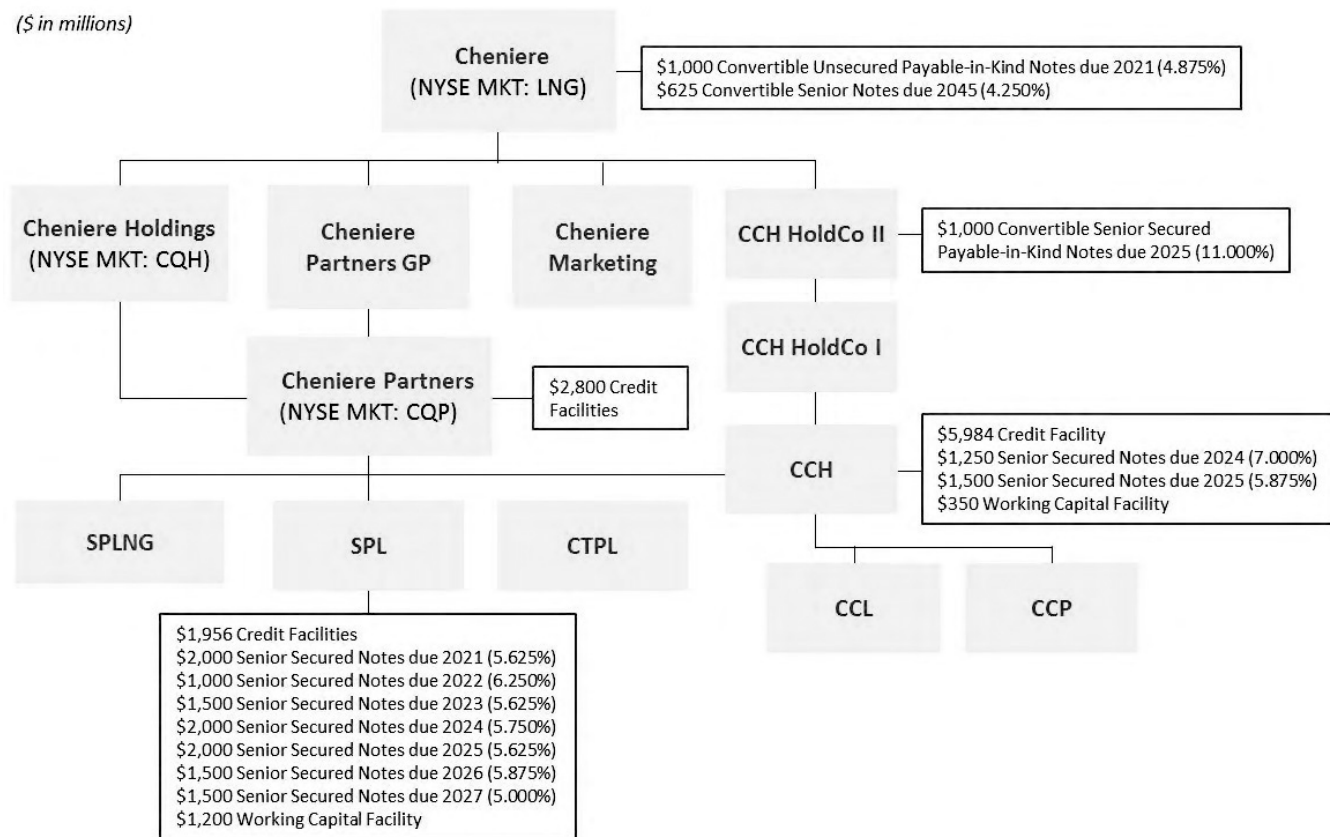 ($ in millions)
Cheniere
(NYSE MKT: LNG)
$1,000 Convertible Unsecured Payable-in-Kind Notes due 2021 (4.875%)
$625 Convertible Senior Notes due 2045 (4.250%)
Cheniere Holdings
(NYSE MKT: CQH)
Cheniere
Partners GP
Cheniere
Marketing
CCH HoldCo II
$1,000 Convertible Senior Secured
Payable-in-Kind Notes due 2025 (11.000%)
CCH HoldCo I
Cheniere Partners
(NYSE MKT: CQP)
$2,800 Credit
Facilities
CCH
$5,984 Credit Facility
$1,250 Senior Secured Notes due 2024 (7.000%)
$1,500 Senior Secured Notes due 2025 (5.875%)
$350 Working Capital Facility
SPLNG
SPL
CTPL
CCL
CCP
$1,956 Credit Facilities
$2,000 Senior Secured Notes due 2021 (5.625%)
$1,000 Senior Secured Notes due 2022 (6.250%)
$1,500 Senior Secured Notes due 2023 (5.625%)
$2,000 Senior Secured Notes due 2024 (5.750%)
$2,000 Senior Secured Notes due 2025 (5.625%)
$1,500 Senior Secured Notes due 2026 (5.875%)
$1,500 Senior Secured Notes due 2027 (5.000%)
$1,200 Working Capital Facility